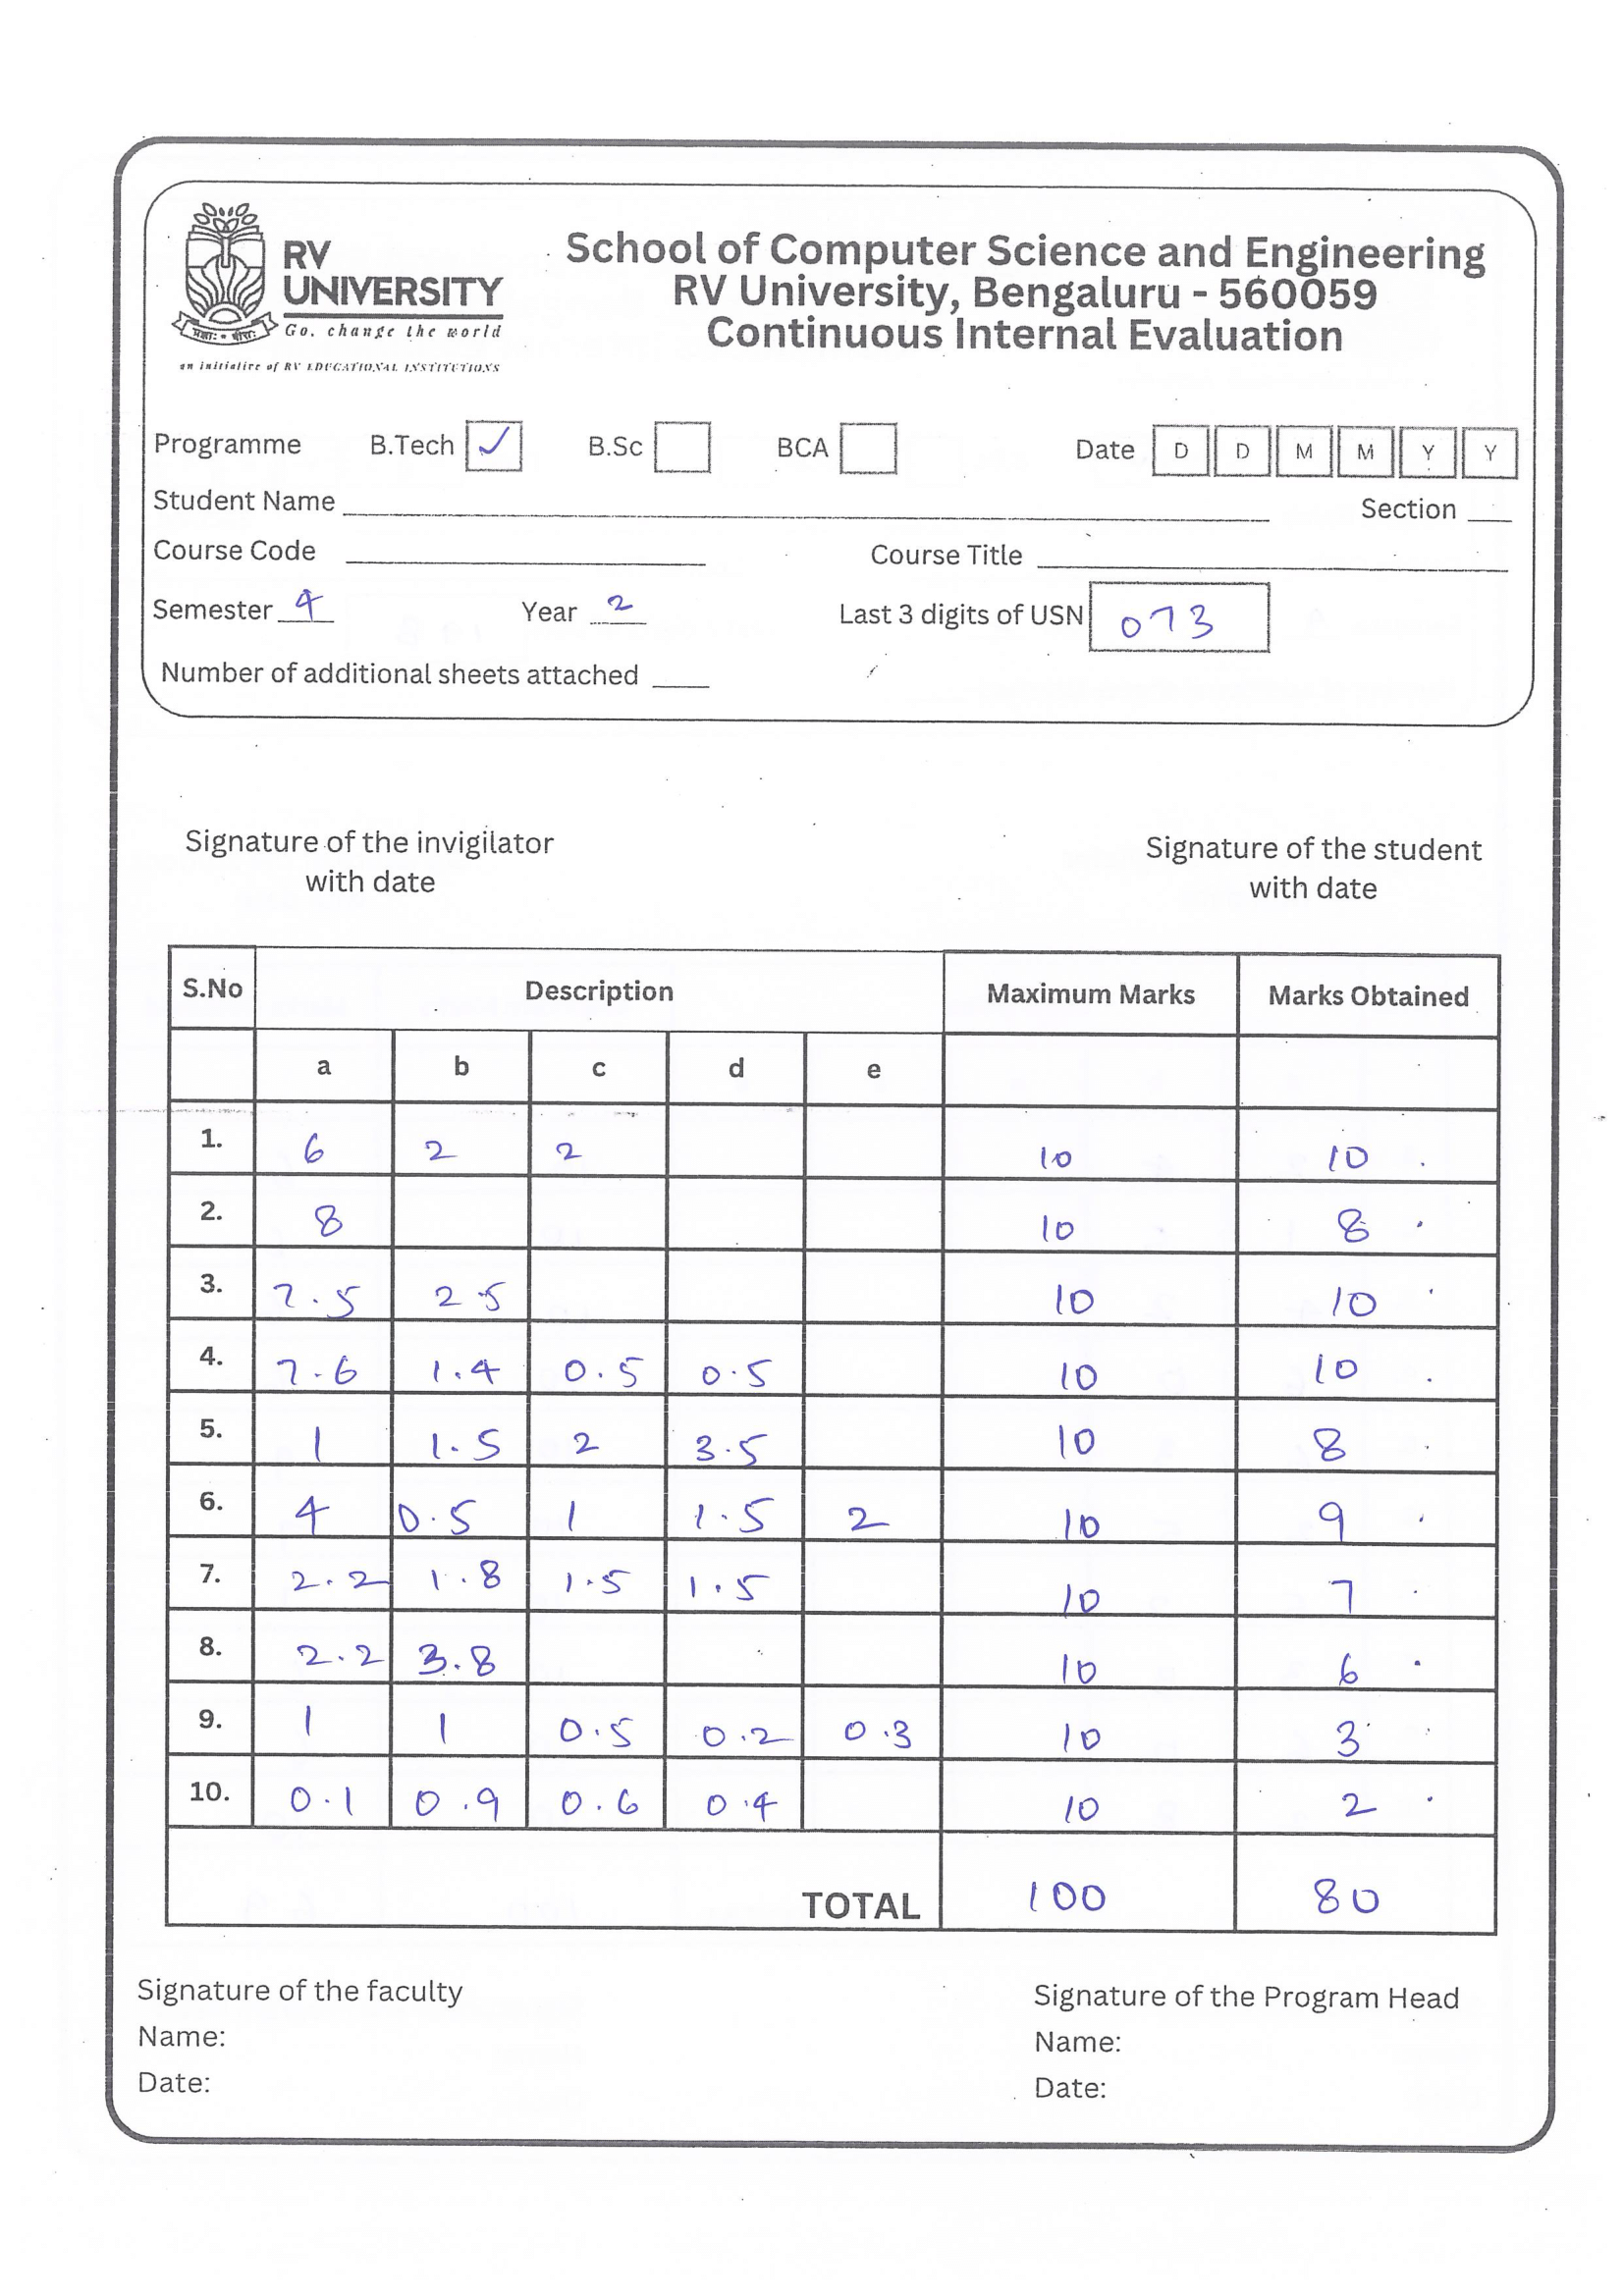 RV
UNIVERSITY
Go, change the world
an initiative of RV EDUCATIONAL INSTITUTIONS
School of Computer Science and Engineering
RV University, Bengaluru - 560059
Continuous Internal Evaluation
Programme B.Tech ✓ B.Sc BCA Date D D M M Y Y
Student Name Section
Course Code Course Title
Semester 4 Year 2 Last 3 digits of USN 073
Number of additional sheets attached
Signature of the invigilator with date
Signature of the student with date
S.No Description Maximum Marks Marks Obtained
a b c d e
1. 6 2 2 10 10
2. 8 10 8
3. 7.5 2.5 10 10
4. 7.6 1.4 0.5 0.5 10 10
5. 1 1.5 2 3.5 10 8
6. 4 0.5 1 1.5 2 10 9
7. 2.2 1.8 1.5 1.5 10 7
8. 2.2 3.8 10 6
9. 1 1 0.5 0.2 0.3 10 3
10. 0.1 0.9 0.6 0.4 10 2
TOTAL 100 80
Signature of the faculty
Name:
Date:
Signature of the Program Head
Name:
Date: